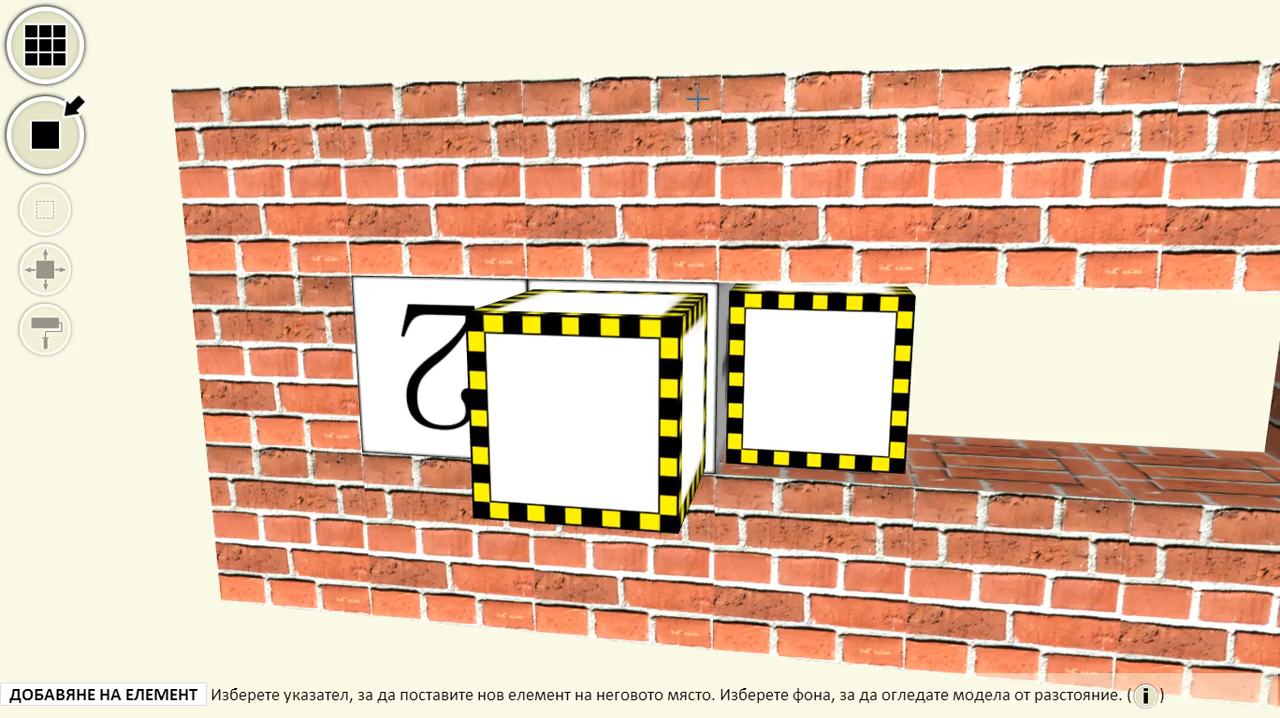 2
ДОБАВЯНЕ НА ЕЛЕМЕНТ Изберете указател, за да поставите нов елемент на неговото място. Изберете фона, за да огледате модела от разстояние. (i)